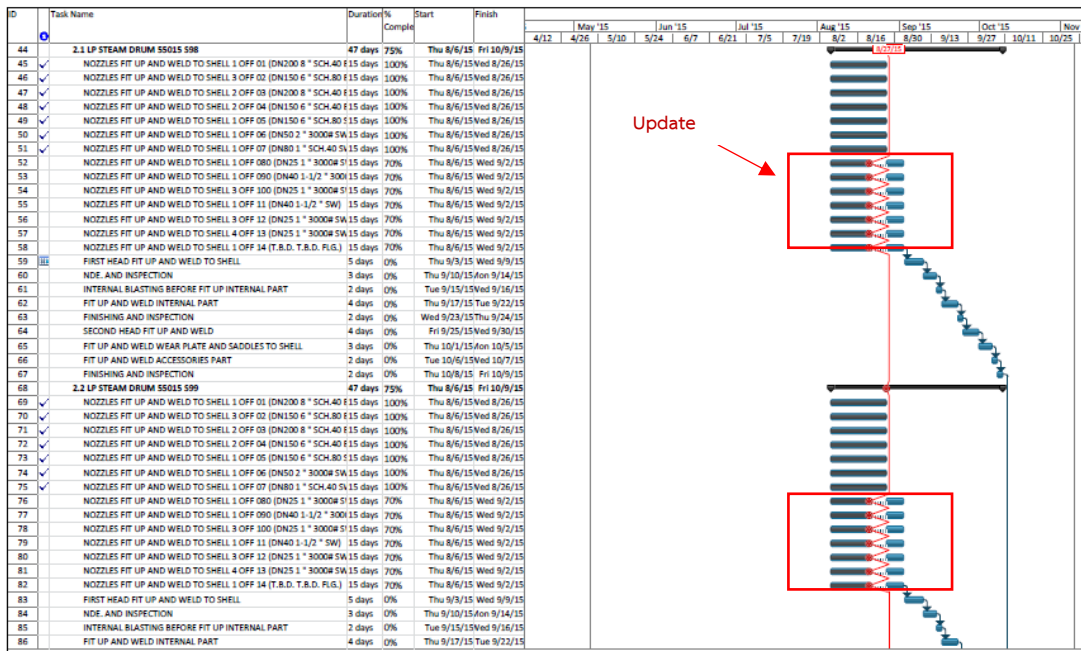 ID Task Name Duration % Comple Start Finish
May '15 Jun '15 Jul '15 Aug '15 Sep '15 Oct '15 Nov
4/12 4/26 5/10 5/24 6/7 6/21 7/5 7/19 8/2 8/16 8/30 9/13 9/27 10/11 10/25
8/27/15
44 2.1 LP STEAM DRUM 55015 S98 47 days 75% Thu 8/6/15 Fri 10/9/15
45 NOZZLES FIT UP AND WELD TO SHELL 1 OFF 01 (DN200 8 " SCH.40 E 15 days 100% Thu 8/6/15 Wed 8/26/15
46 NOZZLES FIT UP AND WELD TO SHELL 3 OFF 02 (DN150 6 " SCH.80 E 15 days 100% Thu 8/6/15 Wed 8/26/15
47 NOZZLES FIT UP AND WELD TO SHELL 2 OFF 03 (DN200 8 " SCH.40 E 15 days 100% Thu 8/6/15 Wed 8/26/15
48 NOZZLES FIT UP AND WELD TO SHELL 2 OFF 04 (DN150 6 " SCH.40 E 15 days 100% Thu 8/6/15 Wed 8/26/15
49 NOZZLES FIT UP AND WELD TO SHELL 1 OFF 05 (DN150 6 " SCH.80 S 15 days 100% Thu 8/6/15 Wed 8/26/15
50 NOZZLES FIT UP AND WELD TO SHELL 1 OFF 06 (DN50 2 " 3000# SW 15 days 100% Thu 8/6/15 Wed 8/26/15
51 NOZZLES FIT UP AND WELD TO SHELL 1 OFF 07 (DN80 1 " SCH.40 SW 15 days 100% Thu 8/6/15 Wed 8/26/15
52 NOZZLES FIT UP AND WELD TO SHELL 1 OFF 080 (DN25 1 " 3000# S 15 days 70% Thu 8/6/15 Wed 9/2/15
53 NOZZLES FIT UP AND WELD TO SHELL 1 OFF 090 (DN40 1-1/2 " 300 15 days 70% Thu 8/6/15 Wed 9/2/15
54 NOZZLES FIT UP AND WELD TO SHELL 3 OFF 100 (DN25 1 " 3000# S 15 days 70% Thu 8/6/15 Wed 9/2/15
55 NOZZLES FIT UP AND WELD TO SHELL 1 OFF 11 (DN40 1-1/2 " SW) 15 days 70% Thu 8/6/15 Wed 9/2/15
56 NOZZLES FIT UP AND WELD TO SHELL 3 OFF 12 (DN25 1 " 3000# SW 15 days 70% Thu 8/6/15 Wed 9/2/15
57 NOZZLES FIT UP AND WELD TO SHELL 4 OFF 13 (DN25 1 " 3000# SW 15 days 70% Thu 8/6/15 Wed 9/2/15
58 NOZZLES FIT UP AND WELD TO SHELL 1 OFF 14 (T.B.D. T.B.D. FLG.) 15 days 70% Thu 8/6/15 Wed 9/2/15
59 FIRST HEAD FIT UP AND WELD TO SHELL 5 days 0% Thu 9/3/15 Wed 9/9/15
60 NDE. AND INSPECTION 3 days 0% Thu 9/10/15 Mon 9/14/15
61 INTERNAL BLASTING BEFORE FIT UP INTERNAL PART 2 days 0% Tue 9/15/15 Wed 9/16/15
62 FIT UP AND WELD INTERNAL PART 4 days 0% Thu 9/17/15 Tue 9/22/15
63 FINISHING AND INSPECTION 2 days 0% Wed 9/23/15 Thu 9/24/15
64 SECOND HEAD FIT UP AND WELD 4 days 0% Fri 9/25/15 Wed 9/30/15
65 FIT UP AND WELD WEAR PLATE AND SADDLES TO SHELL 3 days 0% Thu 10/1/15 Mon 10/5/15
66 FIT UP AND WELD ACCESSORIES PART 2 days 0% Tue 10/6/15 Wed 10/7/15
67 FINISHING AND INSPECTION 2 days 0% Thu 10/8/15 Fri 10/9/15
68 2.2 LP STEAM DRUM 55015 S99 47 days 75% Thu 8/6/15 Fri 10/9/15
69 NOZZLES FIT UP AND WELD TO SHELL 1 OFF 01 (DN200 8 " SCH.40 E 15 days 100% Thu 8/6/15 Wed 8/26/15
70 NOZZLES FIT UP AND WELD TO SHELL 3 OFF 02 (DN150 6 " SCH.80 E 15 days 100% Thu 8/6/15 Wed 8/26/15
71 NOZZLES FIT UP AND WELD TO SHELL 2 OFF 03 (DN200 8 " SCH.40 E 15 days 100% Thu 8/6/15 Wed 8/26/15
72 NOZZLES FIT UP AND WELD TO SHELL 2 OFF 04 (DN150 6 " SCH.40 E 15 days 100% Thu 8/6/15 Wed 8/26/15
73 NOZZLES FIT UP AND WELD TO SHELL 1 OFF 05 (DN150 6 " SCH.80 S 15 days 100% Thu 8/6/15 Wed 8/26/15
74 NOZZLES FIT UP AND WELD TO SHELL 1 OFF 06 (DN50 2 " 3000# SW 15 days 100% Thu 8/6/15 Wed 8/26/15
75 NOZZLES FIT UP AND WELD TO SHELL 1 OFF 07 (DN80 1 " SCH.40 SW 15 days 100% Thu 8/6/15 Wed 8/26/15
76 NOZZLES FIT UP AND WELD TO SHELL 1 OFF 080 (DN25 1 " 3000# S 15 days 70% Thu 8/6/15 Wed 9/2/15
77 NOZZLES FIT UP AND WELD TO SHELL 1 OFF 090 (DN40 1-1/2 " 300 15 days 70% Thu 8/6/15 Wed 9/2/15
78 NOZZLES FIT UP AND WELD TO SHELL 3 OFF 100 (DN25 1 " 3000# S 15 days 70% Thu 8/6/15 Wed 9/2/15
79 NOZZLES FIT UP AND WELD TO SHELL 1 OFF 11 (DN40 1-1/2 " SW) 15 days 70% Thu 8/6/15 Wed 9/2/15
80 NOZZLES FIT UP AND WELD TO SHELL 3 OFF 12 (DN25 1 " 3000# SW 15 days 70% Thu 8/6/15 Wed 9/2/15
81 NOZZLES FIT UP AND WELD TO SHELL 4 OFF 13 (DN25 1 " 3000# SW 15 days 70% Thu 8/6/15 Wed 9/2/15
82 NOZZLES FIT UP AND WELD TO SHELL 1 OFF 14 (T.B.D. T.B.D. FLG.) 15 days 70% Thu 8/6/15 Wed 9/2/15
83 FIRST HEAD FIT UP AND WELD TO SHELL 5 days 0% Thu 9/3/15 Wed 9/9/15
84 NDE. AND INSPECTION 3 days 0% Thu 9/10/15 Mon 9/14/15
85 INTERNAL BLASTING BEFORE FIT UP INTERNAL PART 2 days 0% Tue 9/15/15 Wed 9/16/15
86 FIT UP AND WELD INTERNAL PART 4 days 0% Thu 9/17/15 Tue 9/22/15
Update